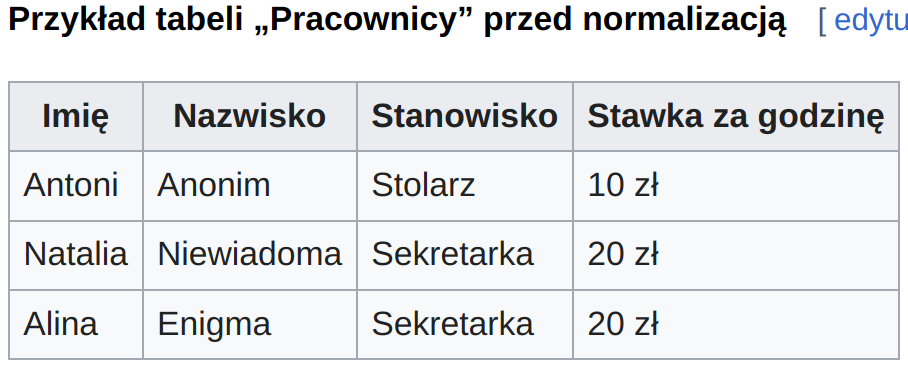 Przykład tabeli „Pracownicy” przed normalizacją [ edytu
Imię Nazwisko Stanowisko Stawka za godzinę
Antoni Anonim Stolarz 10 zł
Natalia Niewiadoma Sekretarka 20 zł
Alina Enigma Sekretarka 20 zł